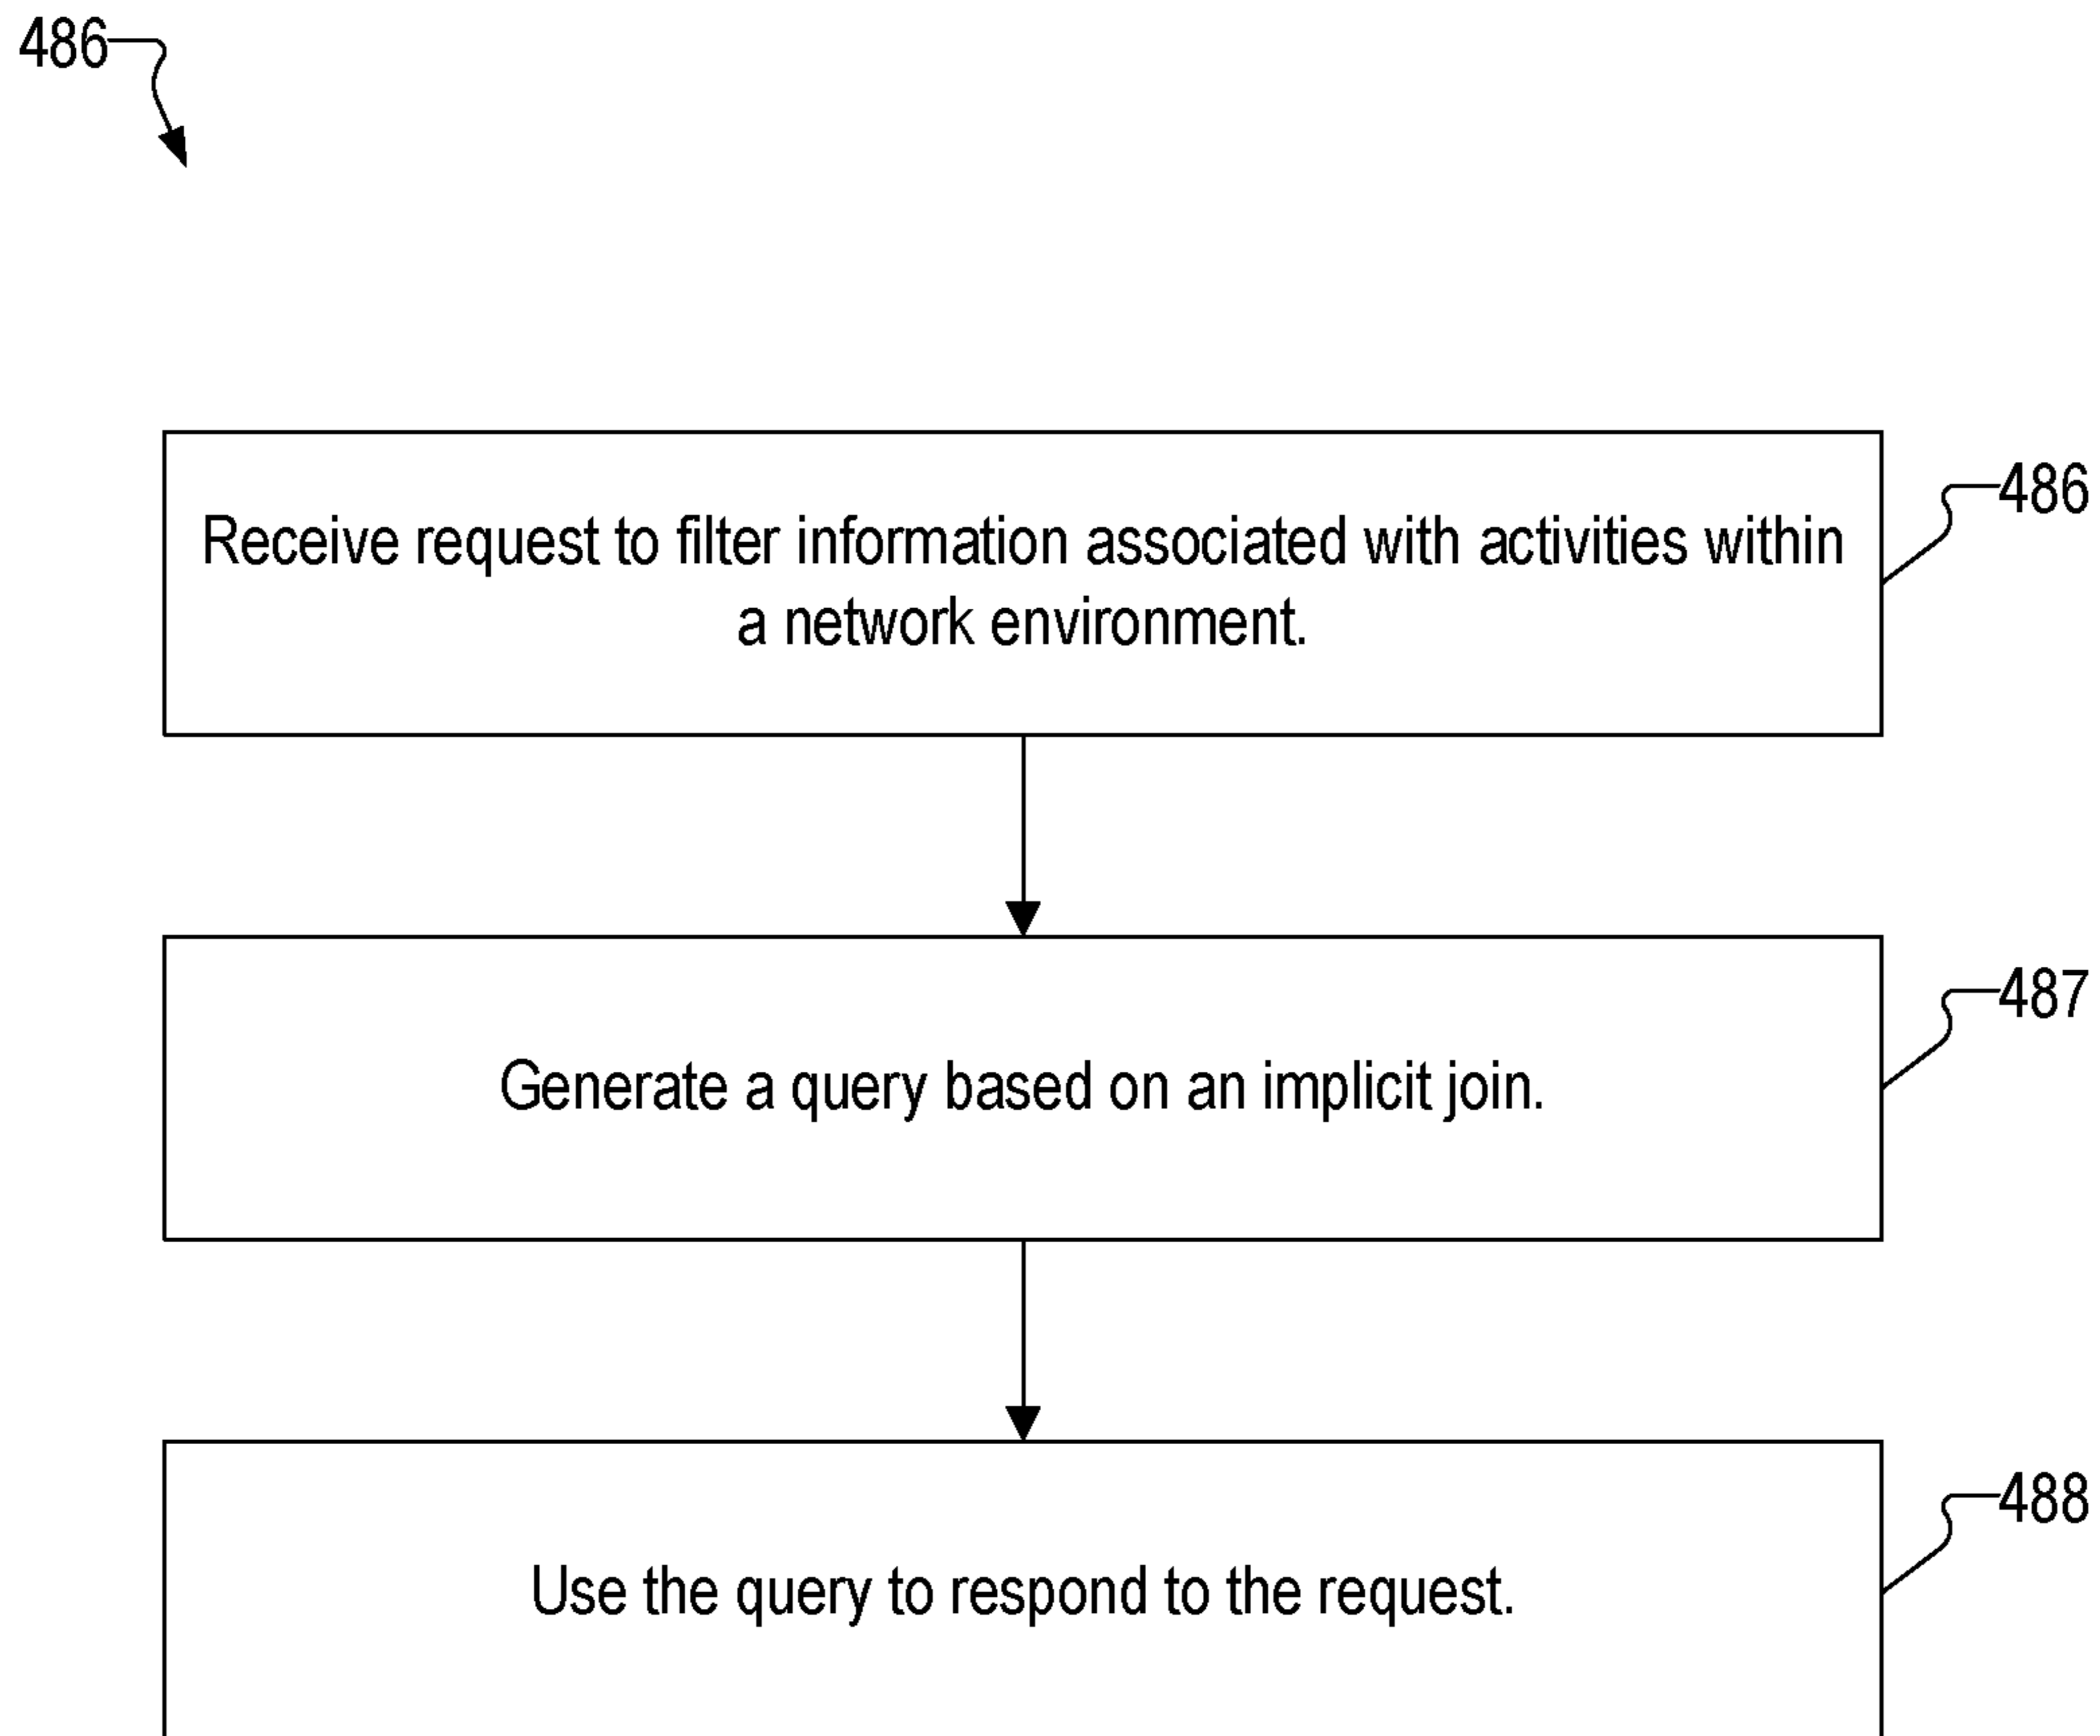 486
Receive request to filter information associated with activities within
a network environment.
486
Generate a query based on an implicit join.
487
Use the query to respond to the request.
488